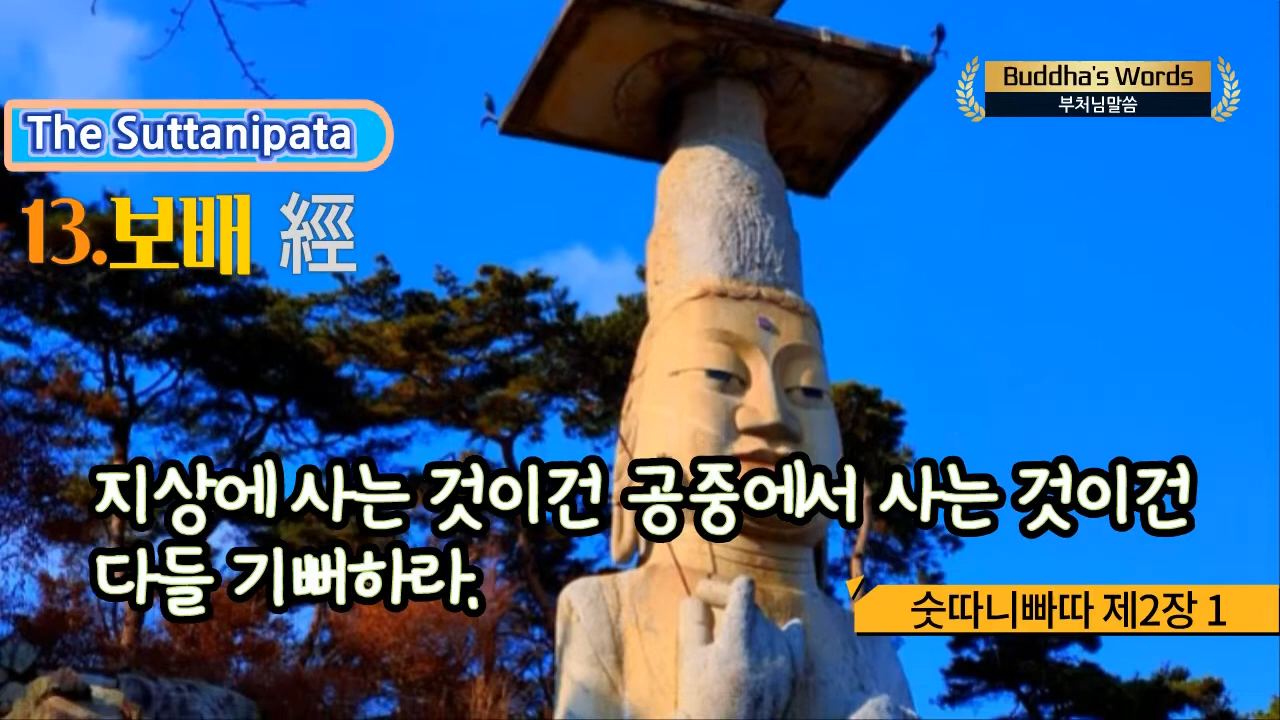 Buddha's Words
부처님말씀
The Suttanipata
13.보배 經
지상에 사는 것이건 공중에서 사는 것이건
다들 기뻐하라.
숫따니빠따 제2장 1